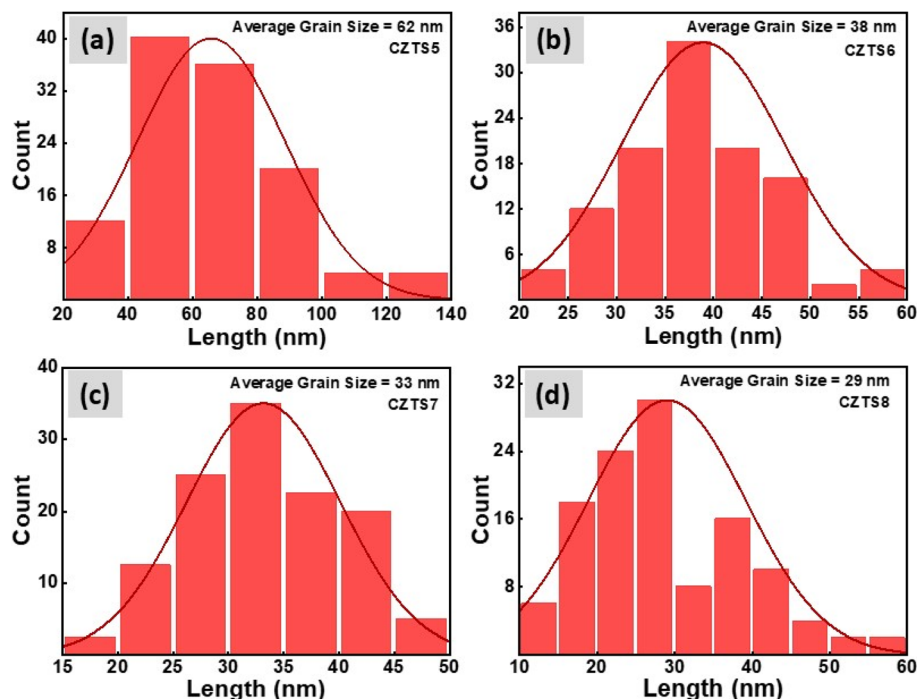 (a)
Average Grain Size = 62 nm
CZTS5
Count
40
32
24
16
8
20 40 60 80 100 120 140
Length (nm)
(b)
Average Grain Size = 38 nm
CZTS6
Count
36
30
24
18
12
6
20 25 30 35 40 45 50 55 60
Length (nm)
(c)
Average Grain Size = 33 nm
CZTS7
Count
40
30
20
10
15 20 25 30 35 40 45 50
Length (nm)
(d)
Average Grain Size = 29 nm
CZTS8
Count
32
24
16
8
10 20 30 40 50 60
Length (nm)